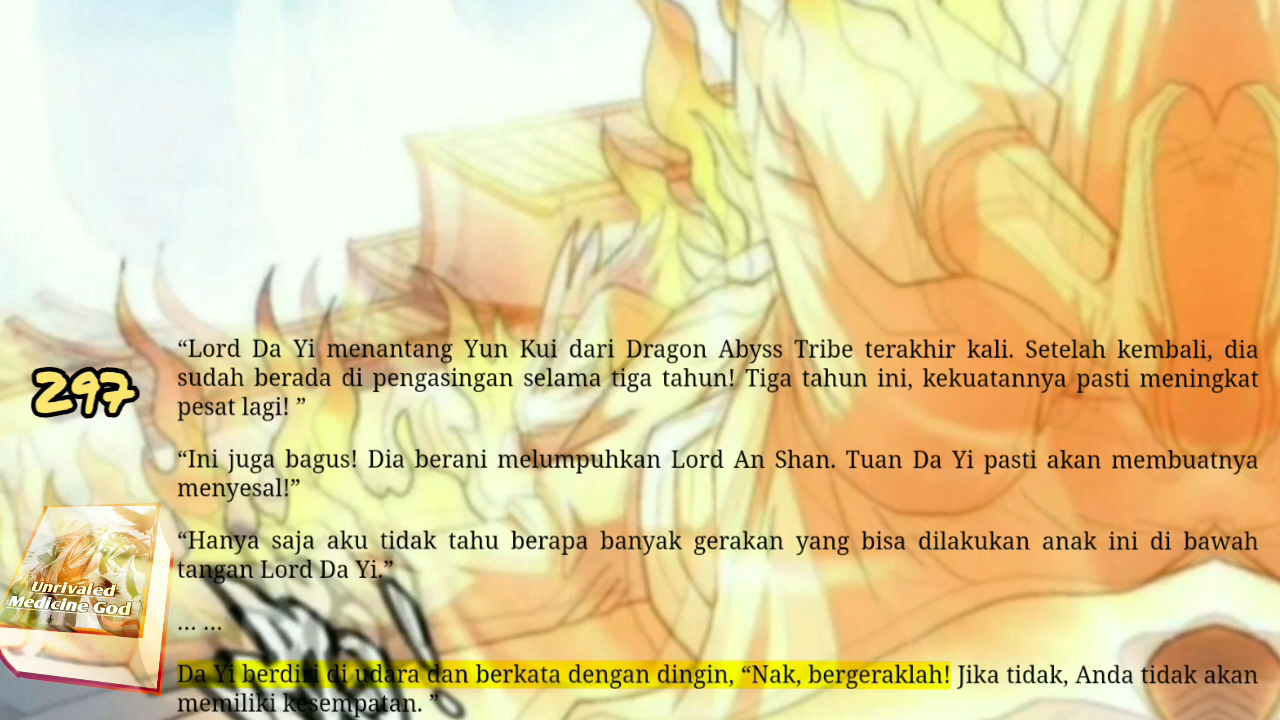 “Lord Da Yi menantang Yun Kui dari Dragon Abyss Tribe terakhir kali. Setelah kembali, dia
sudah berada di pengasingan selama tiga tahun! Tiga tahun ini, kekuatannya pasti meningkat
pesat lagi! ”
297
“Ini juga bagus! Dia berani melumpuhkan Lord An Shan. Tuan Da Yi pasti akan membuatnya
menyesal!”
“Hanya saja aku tidak tahu berapa banyak gerakan yang bisa dilakukan anak ini di bawah
tangan Lord Da Yi.”
Unrivaled
Medicine God
... ...
Da Yi berdiri di udara dan berkata dengan dingin, “Nak, bergeraklah! Jika tidak, Anda tidak akan
memiliki kesempatan. ”